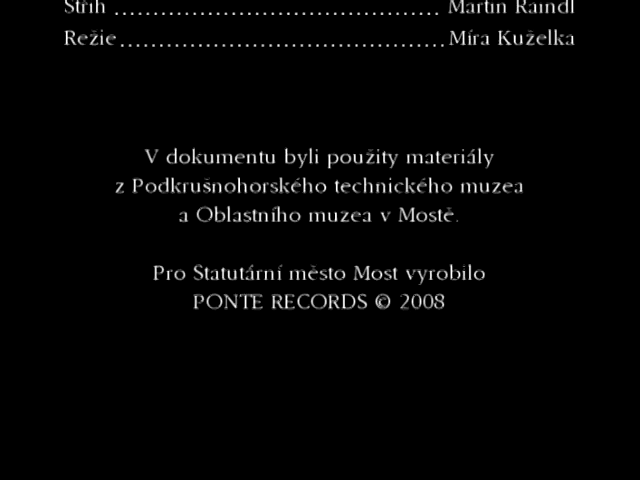 Střih ....................................... Martin Raindl
Režie....................................... Míra Kuželka
V dokumentu byli použity materiály
z Podkrušnohorského technického muzea
a Oblastního muzea v Mostě.
Pro Statutární město Most vyrobilo
PONTE RECORDS © 2008